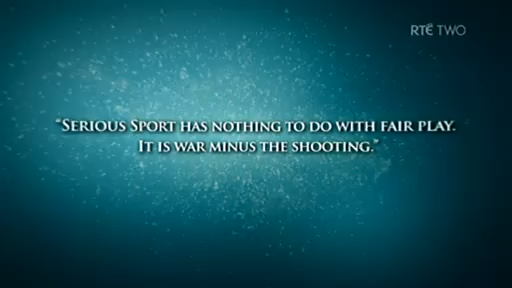 RTÉ TWO
"Serious Sport has nothing to do with fair play.
It is war minus the shooting."